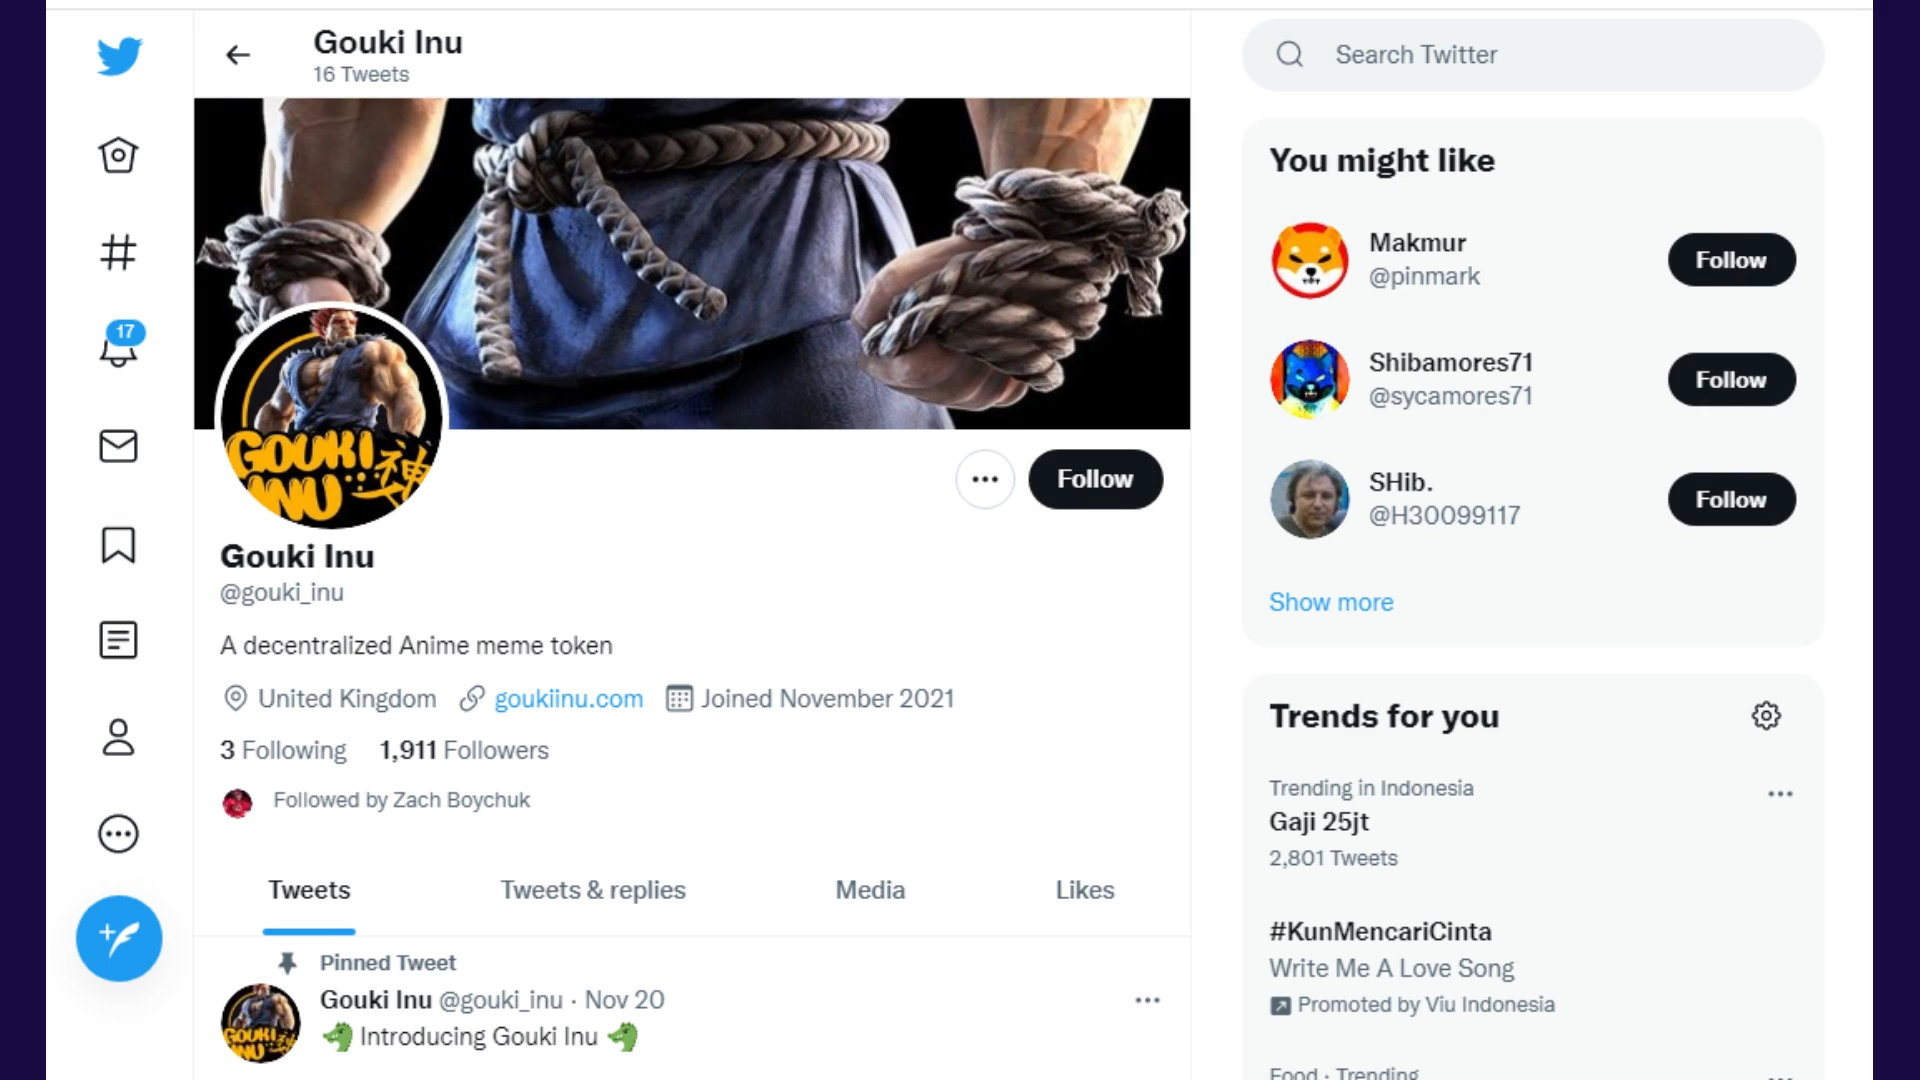 Gouki Inu
16 Tweets
17
GOUKI
INU
神
Follow
Gouki Inu
@gouki_inu
A decentralized Anime meme token
United Kingdom goukiinu.com Joined November 2021
3 Following 1,911 Followers
Followed by Zach Boychuk
Tweets Tweets & replies Media Likes
Pinned Tweet
Gouki Inu @gouki_inu · Nov 20
Introducing Gouki Inu
GOUKI
INU
Search Twitter
You might like
Makmur
@pinmark
Follow
Shibamores71
@sycamores71
Follow
SHib.
@H30099117
Follow
Show more
Trends for you
Trending in Indonesia
Gaji 25jt
2,801 Tweets
#KunMencariCinta
Write Me A Love Song
Promoted by Viu Indonesia
Food · Trending